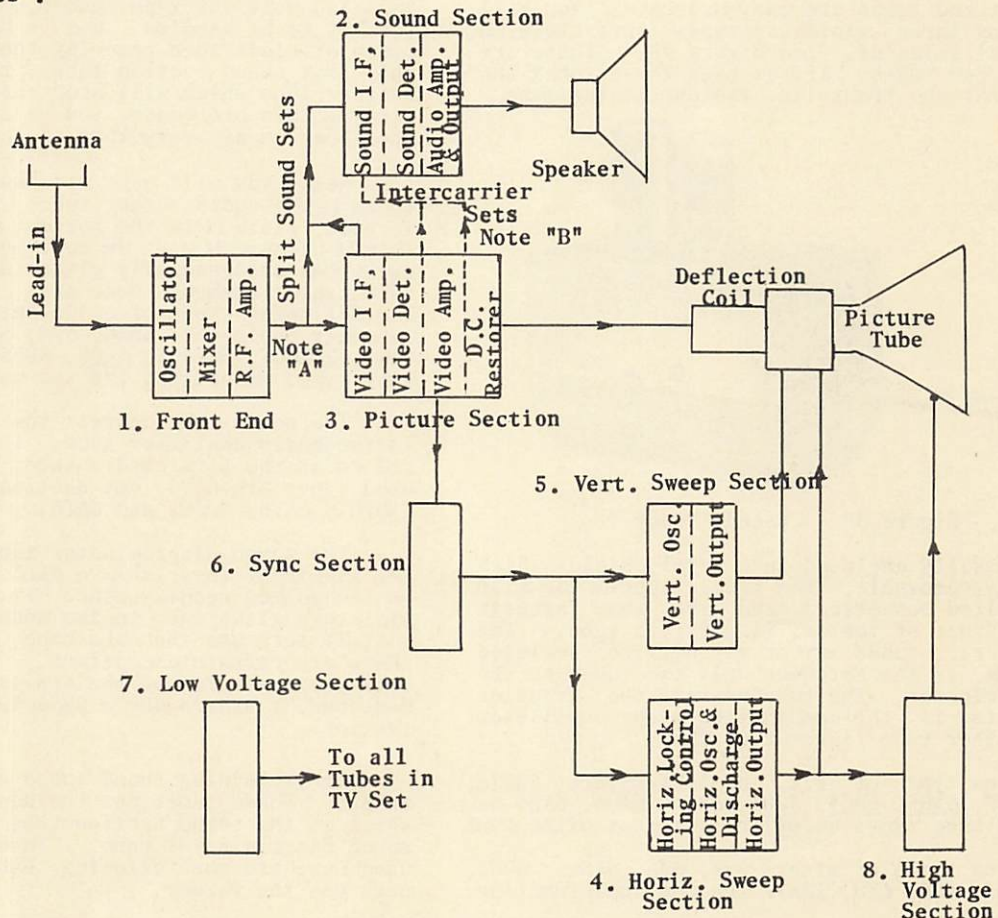 2. Sound Section
Sound I.F,
Sound Det.
Audio Amp.
& Output
Speaker
Antenna
Lead-in
Split Sound Sets
Intercarrier
Sets
Note "B"
Oscillator
Mixer
R.F. Amp.
Note
"A"
Video I.F,
Video Det.
Video Amp.
D.C.
Restorer
Deflection
Coil
Picture
Tube
1. Front End
3. Picture Section
5. Vert. Sweep Section
Vert. Osc.
Vert.Output
6. Sync Section
7. Low Voltage Section
To all
Tubes in
TV Set
Horiz.Lock-
ing Control
Horiz.Osc.&
Discharge
Horiz.Output
4. Horiz. Sweep
Section
8. High
Voltage
Section